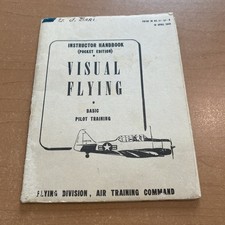 INSTRUCTOR HANDBOOK
(POCKET EDITION)
VISUAL
FLYING
BASIC
PILOT TRAINING
FLYING DIVISION, AIR TRAINING COMMAND